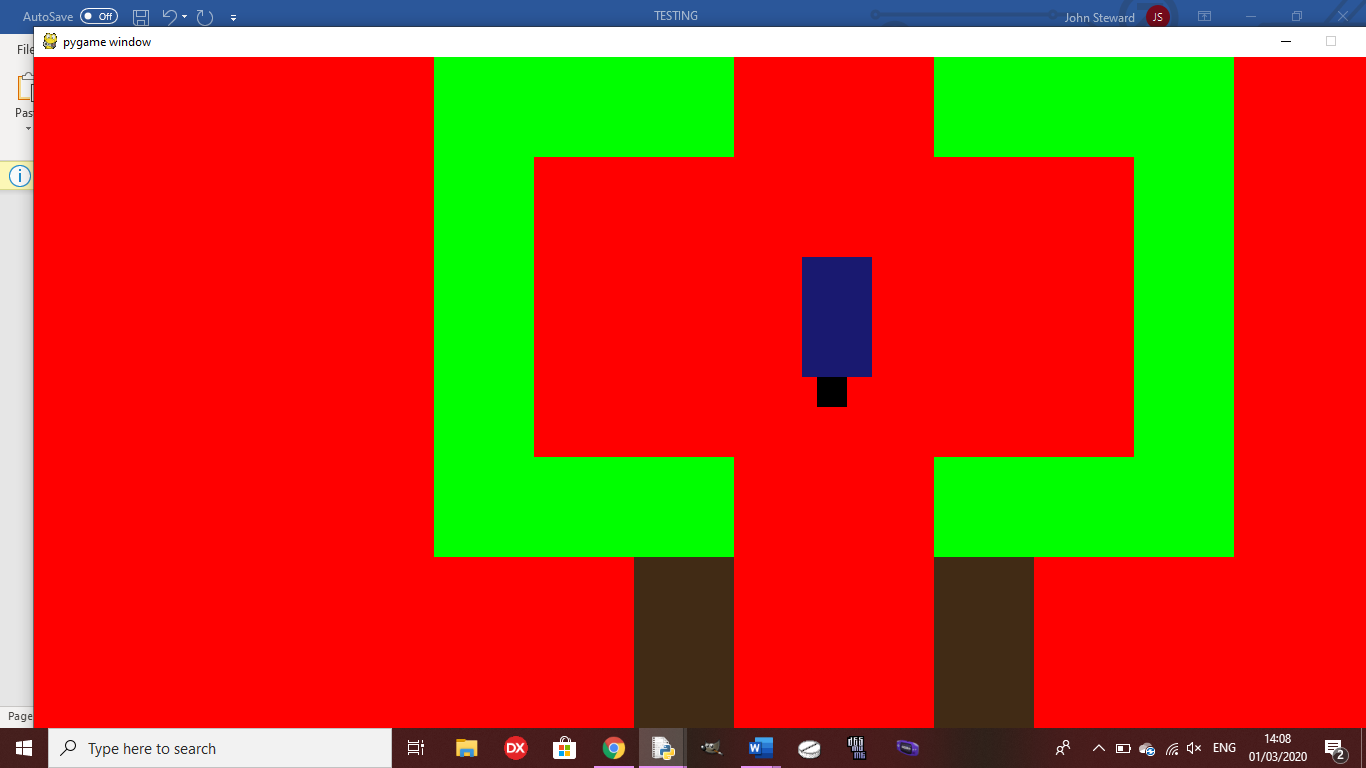 AutoSave Off TESTING John Steward JS
pygame window
File
Pas
Page
Type here to search
DX
W
ENG
14:08
01/03/2020
2